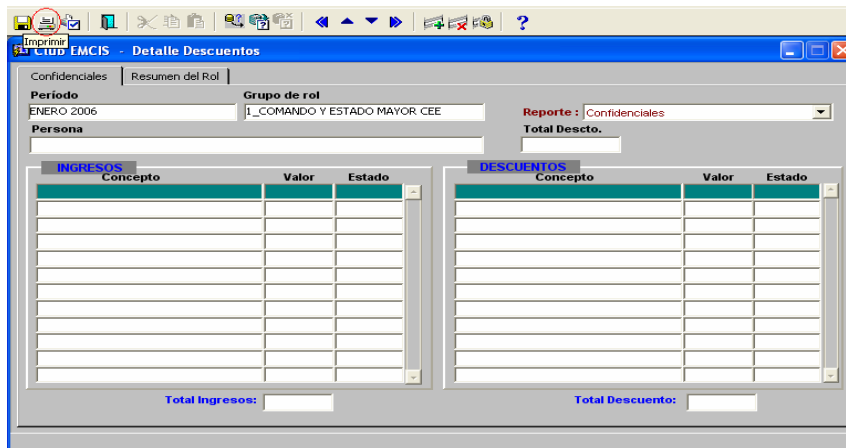 ?
Imprimir
Club EMCIS - Detalle Descuentos
Confidenciales Resumen del Rol
Período Grupo de rol
ENERO 2006 1_COMANDO Y ESTADO MAYOR CEE Reporte : Confidenciales
Persona Total Descto.
INGRESOS DESCUENTOS
Concepto Valor Estado Concepto Valor Estado
Total Ingresos: Total Descuento: